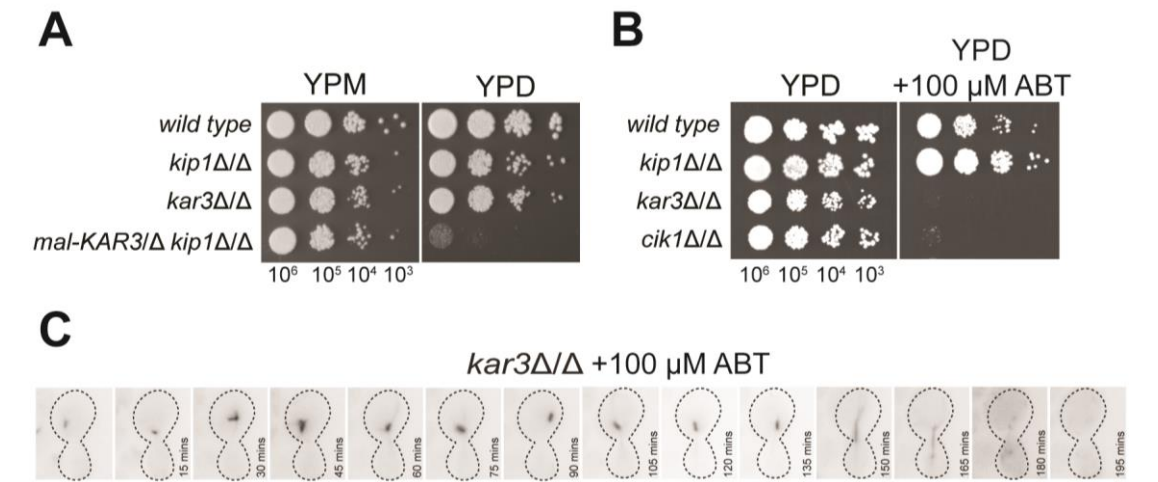 A
YPM YPD
wild type
kip1Δ/Δ
kar3Δ/Δ
mal-KAR3/Δ kip1Δ/Δ
10⁶ 10⁵ 10⁴ 10³
B
YPD
YPD +100 µM ABT
wild type
kip1Δ/Δ
kar3Δ/Δ
cik1Δ/Δ
10⁶ 10⁵ 10⁴ 10³
C
kar3Δ/Δ +100 µM ABT
15 mins 30 mins 45 mins 60 mins 75 mins 90 mins 105 mins 120 mins 135 mins 150 mins 165 mins 180 mins 195 mins